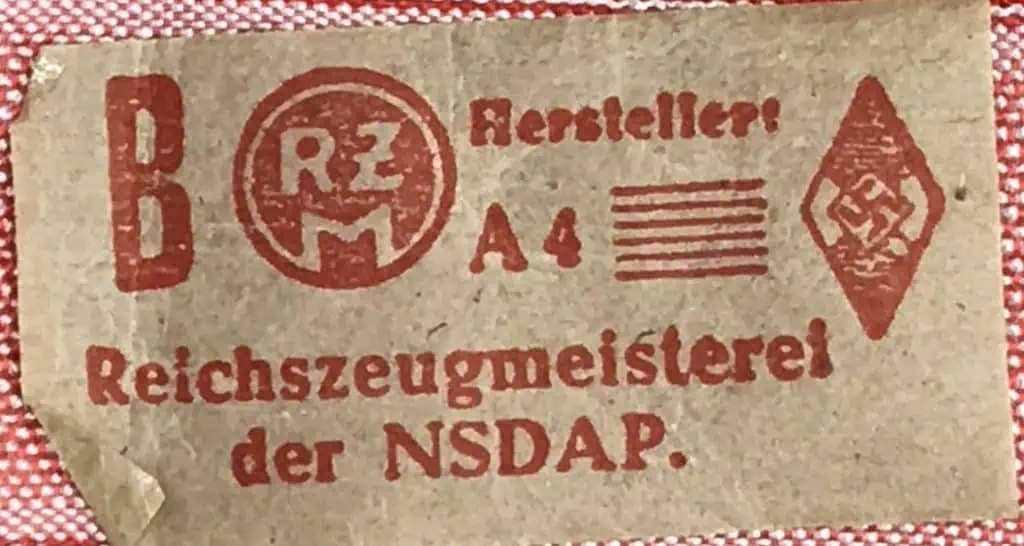 B RZM Hersteller:
A 4
Reichszeugmeisterei
der NSDAP.